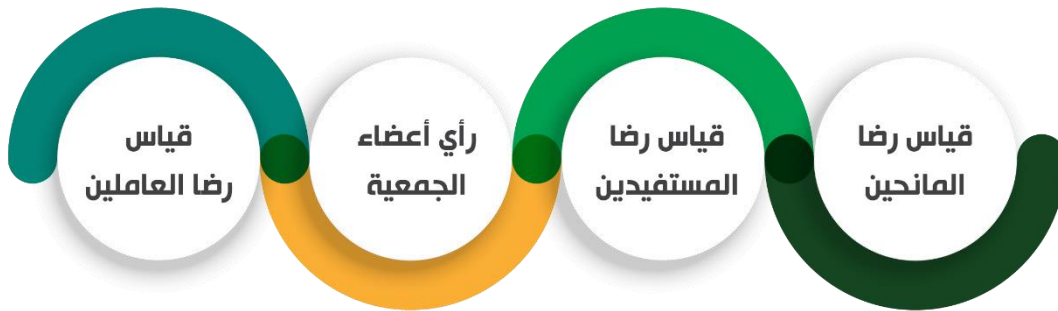 قياس رضا
المانحين
قياس رضا
المستفيدين
رأي أعضاء
الجمعية
قياس
رضا العاملين